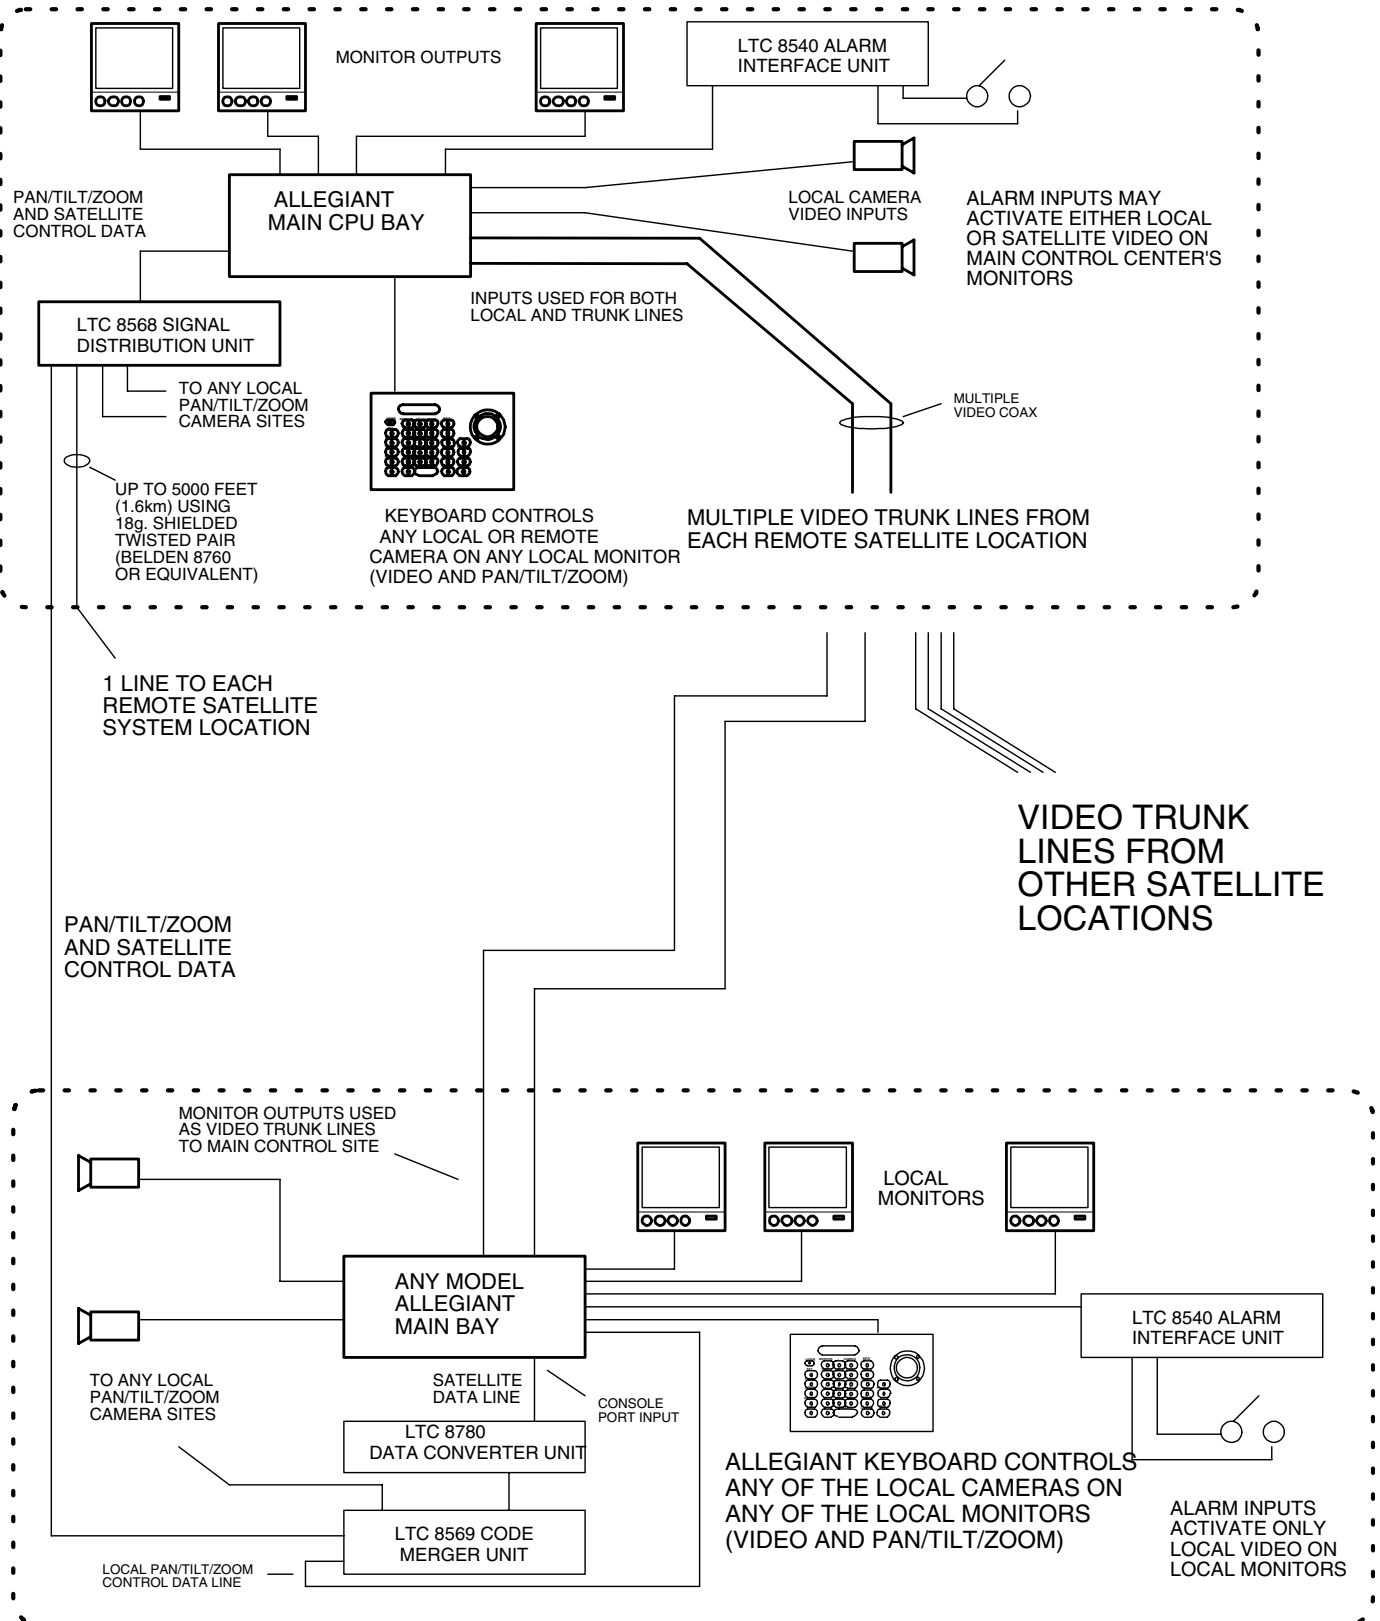 MONITOR OUTPUTS
LTC 8540 ALARM
INTERFACE UNIT
PAN/TILT/ZOOM
AND SATELLITE
CONTROL DATA
ALLEGIANT
MAIN CPU BAY
LOCAL CAMERA
VIDEO INPUTS
ALARM INPUTS MAY
ACTIVATE EITHER LOCAL
OR SATELLITE VIDEO ON
MAIN CONTROL CENTER'S
MONITORS
INPUTS USED FOR BOTH
LOCAL AND TRUNK LINES
LTC 8568 SIGNAL
DISTRIBUTION UNIT
TO ANY LOCAL
PAN/TILT/ZOOM
CAMERA SITES
MULTIPLE
VIDEO COAX
UP TO 5000 FEET
(1.6km) USING
18g. SHIELDED
TWISTED PAIR
(BELDEN 8760
OR EQUIVALENT)
KEYBOARD CONTROLS
ANY LOCAL OR REMOTE
CAMERA ON ANY LOCAL MONITOR
(VIDEO AND PAN/TILT/ZOOM)
MULTIPLE VIDEO TRUNK LINES FROM
EACH REMOTE SATELLITE LOCATION
1 LINE TO EACH
REMOTE SATELLITE
SYSTEM LOCATION
VIDEO TRUNK
LINES FROM
OTHER SATELLITE
LOCATIONS
PAN/TILT/ZOOM
AND SATELLITE
CONTROL DATA
MONITOR OUTPUTS USED
AS VIDEO TRUNK LINES
TO MAIN CONTROL SITE
LOCAL
MONITORS
ANY MODEL
ALLEGIANT
MAIN BAY
LTC 8540 ALARM
INTERFACE UNIT
TO ANY LOCAL
PAN/TILT/ZOOM
CAMERA SITES
SATELLITE
DATA LINE
CONSOLE
PORT INPUT
LTC 8780
DATA CONVERTER UNIT
ALLEGIANT KEYBOARD CONTROLS
ANY OF THE LOCAL CAMERAS ON
ANY OF THE LOCAL MONITORS
(VIDEO AND PAN/TILT/ZOOM)
ALARM INPUTS
ACTIVATE ONLY
LOCAL VIDEO ON
LOCAL MONITORS
LTC 8569 CODE
MERGER UNIT
LOCAL PAN/TILT/ZOOM
CONTROL DATA LINE